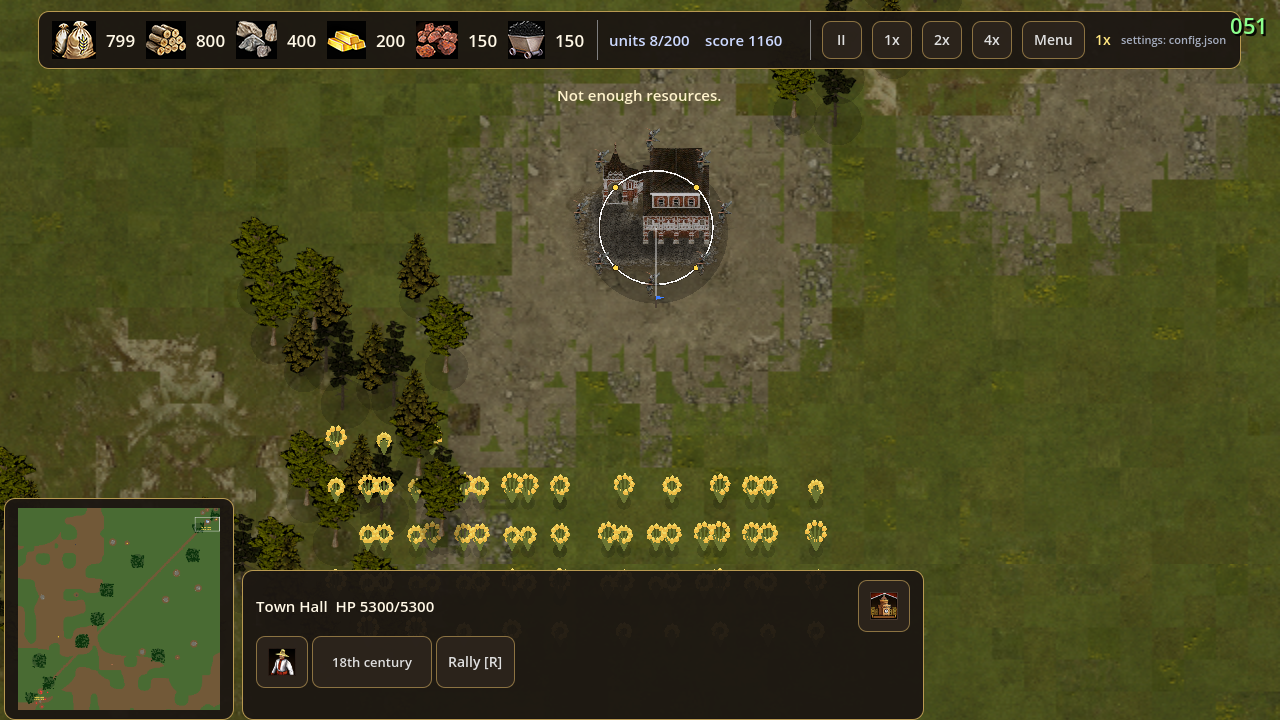 799 800 400 200 150 150 units 8/200 score 1160 II 1x 2x 4x Menu 1x settings: config.json 051
Not enough resources.
Town Hall HP 5300/5300
18th century Rally [R]